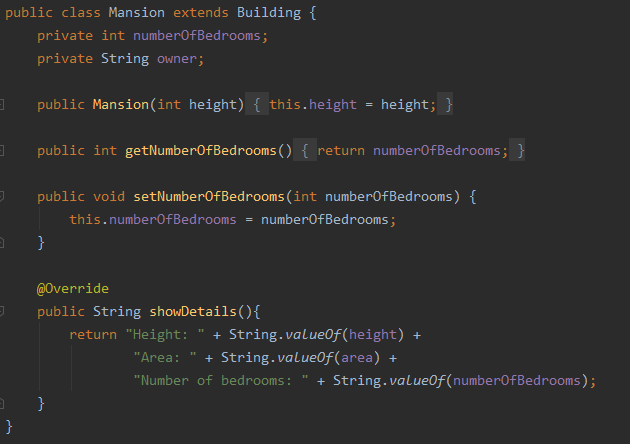 public class Mansion extends Building {
    private int numberOfBedrooms;
    private String owner;

    public Mansion(int height) { this.height = height; }

    public int getNumberOfBedrooms() { return numberOfBedrooms; }

    public void setNumberOfBedrooms(int numberOfBedrooms) {
        this.numberOfBedrooms = numberOfBedrooms;
    }

    @Override
    public String showDetails(){
        return "Height: " + String.valueOf(height) +
                "Area: " + String.valueOf(area) +
                "Number of bedrooms: " + String.valueOf(numberOfBedrooms);
    }
}